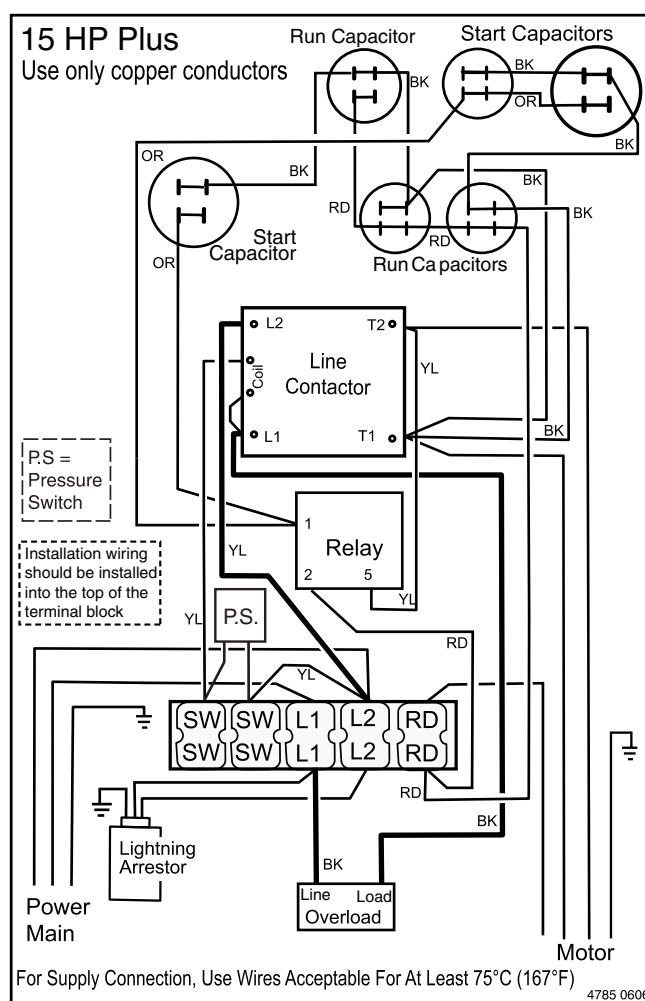 15 HP Plus
Use only copper conductors
Run Capacitor
Start Capacitors
BK
BK
OR
BK
OR
BK
BK
RD
BK
RD
Start
Capacitor
OR
Run Capacitors
L2
T2
Coil
Line
Contactor
YL
L1
T1
BK
P.S =
Pressure
Switch
1
Relay
2
5
Installation wiring
should be installed
into the top of the
terminal block
YL
YL
YL
P.S.
RD
YL
SW SW L1 L2 RD
SW SW L1 L2 RD
RD
BK
Lightning
Arrestor
BK
Line
Load
Overload
Power
Main
Motor
For Supply Connection, Use Wires Acceptable For At Least 75°C (167°F)
4785 0606